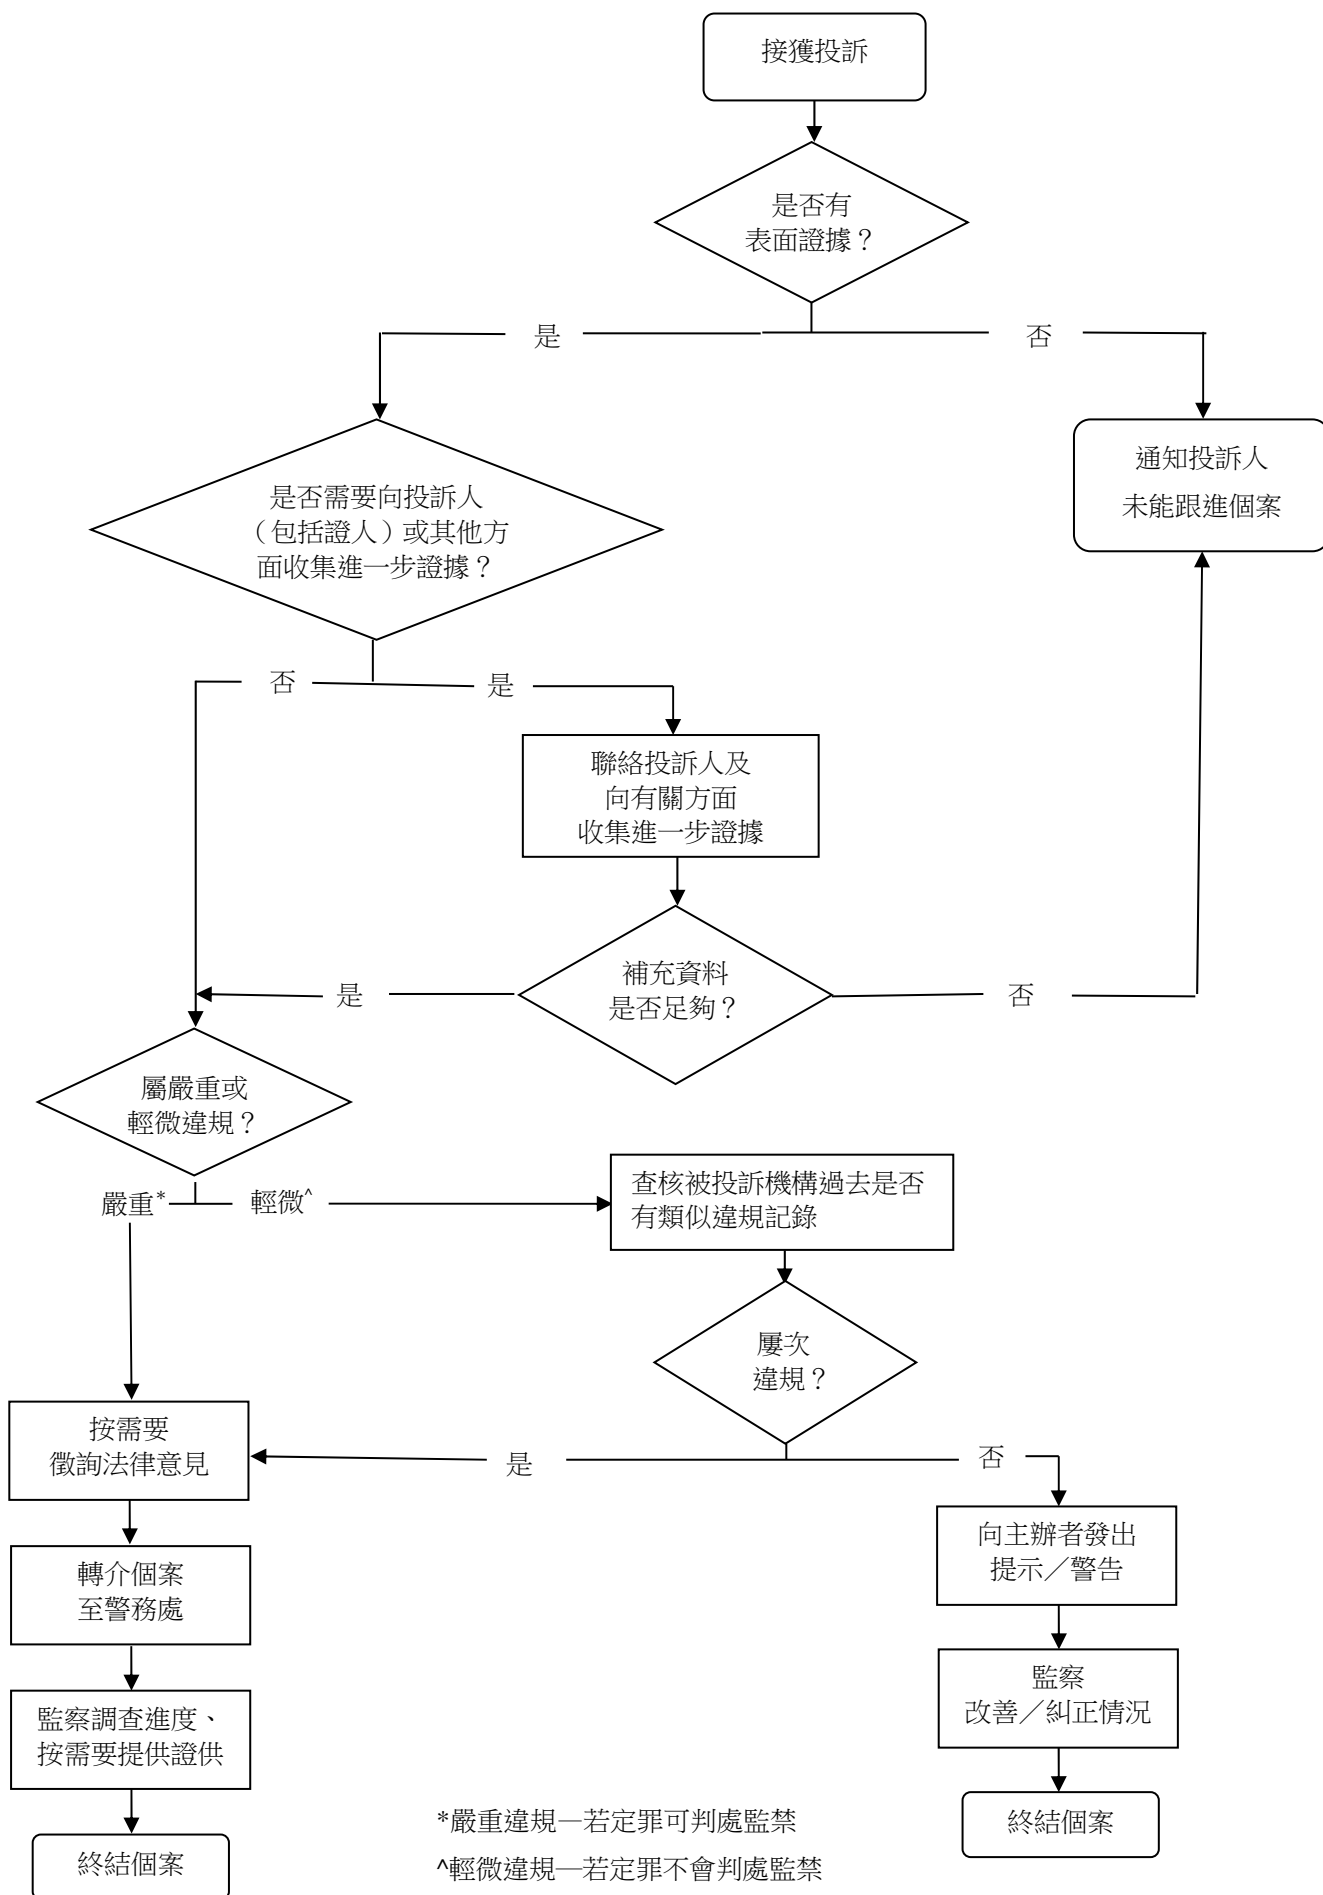 接獲投訴
是否有
表面證據？
是
否
是否需要向投訴人
（包括證人）或其他方
面收集進一步證據？
通知投訴人
未能跟進個案
否
是
聯絡投訴人及
向有關方面
收集進一步證據
補充資料
是否足夠？
是
否
屬嚴重或
輕微違規？
嚴重*
輕微^
查核被投訴機構過去是否
有類似違規記錄
屢次
違規？
按需要
徵詢法律意見
是
否
轉介個案
至警務處
向主辦者發出
提示／警告
監察調查進度、
按需要提供證供
監察
改善／糾正情況
終結個案
終結個案
*嚴重違規—若定罪可判處監禁
^輕微違規—若定罪不會判處監禁